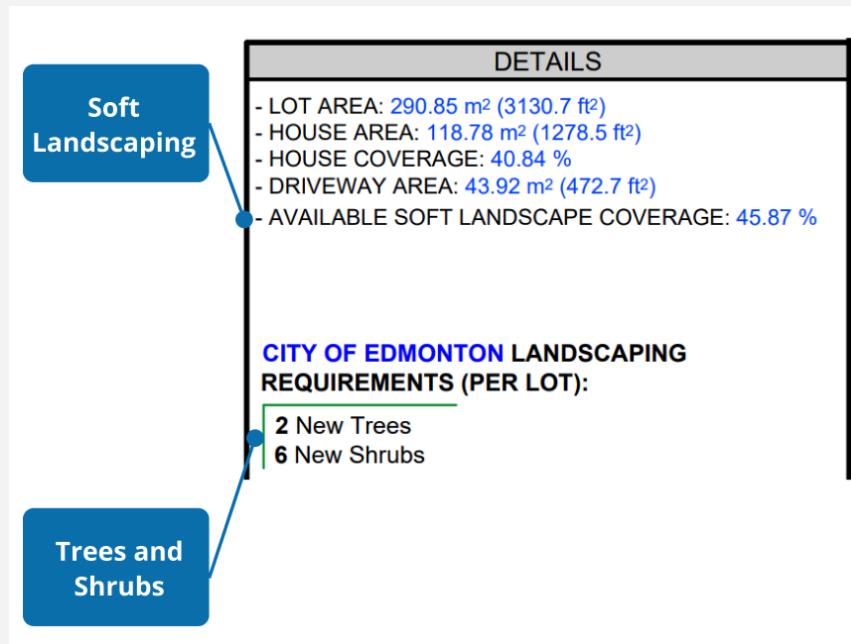 DETAILS
Soft
Landscaping
- LOT AREA: 290.85 m² (3130.7 ft²)
- HOUSE AREA: 118.78 m² (1278.5 ft²)
- HOUSE COVERAGE: 40.84 %
- DRIVEWAY AREA: 43.92 m² (472.7 ft²)
- AVAILABLE SOFT LANDSCAPE COVERAGE: 45.87 %
CITY OF EDMONTON LANDSCAPING
REQUIREMENTS (PER LOT):
2 New Trees
6 New Shrubs
Trees and
Shrubs